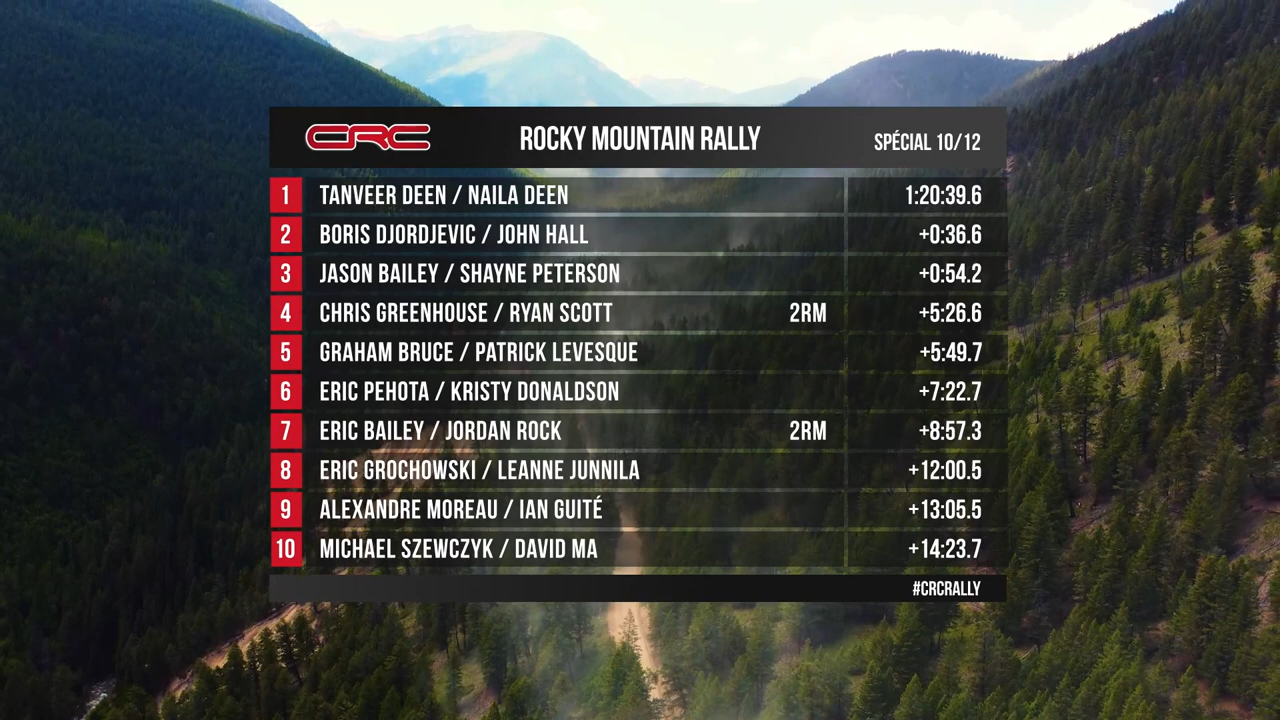 CRC ROCKY MOUNTAIN RALLY SPÉCIAL 10/12
1 TANVEER DEEN / NAILA DEEN 1:20:39.6
2 BORIS DJORDJEVIC / JOHN HALL +0:36.6
3 JASON BAILEY / SHAYNE PETERSON +0:54.2
4 CHRIS GREENHOUSE / RYAN SCOTT 2RM +5:26.6
5 GRAHAM BRUCE / PATRICK LEVESQUE +5:49.7
6 ERIC PEHOTA / KRISTY DONALDSON +7:22.7
7 ERIC BAILEY / JORDAN ROCK 2RM +8:57.3
8 ERIC GROCHOWSKI / LEANNE JUNNILA +12:00.5
9 ALEXANDRE MOREAU / IAN GUITÉ +13:05.5
10 MICHAEL SZEWCZYK / DAVID MA +14:23.7
#CRCRALLY